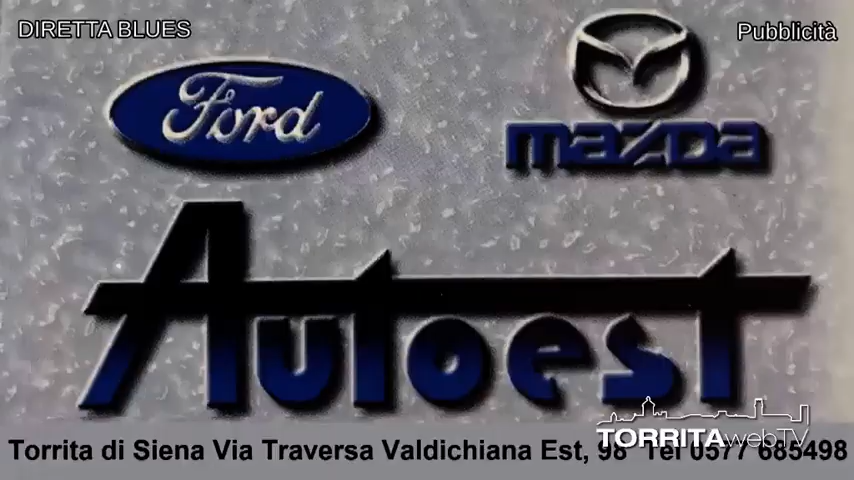 DIRETTA BLUES
Pubblicità
Ford
mazda
Autoest
TORRITAwebTV
Torrita di Siena Via Traversa Valdichiana Est, 98 Tel 0577 685498